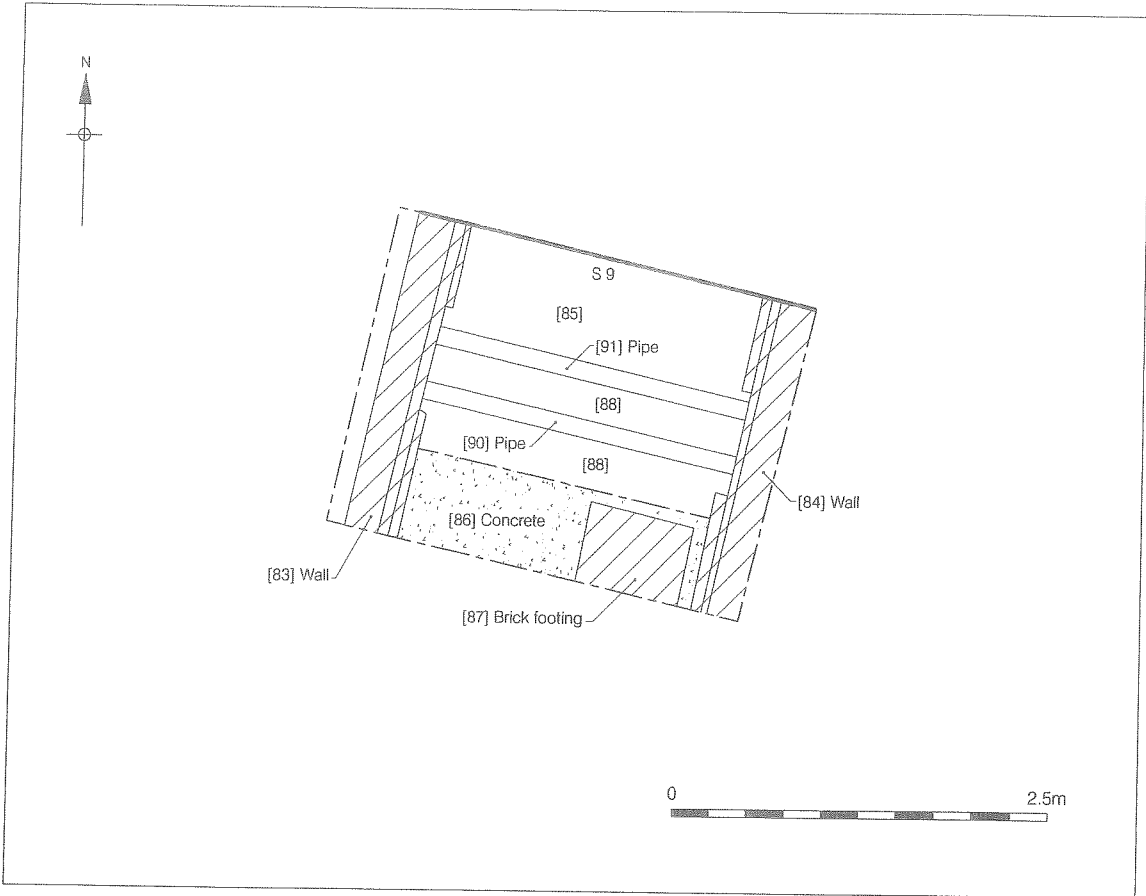 N
S 9
[85]
[91] Pipe
[88]
[90] Pipe
[88]
[84] Wall
[86] Concrete
[83] Wall
[87] Brick footing
0 2.5m